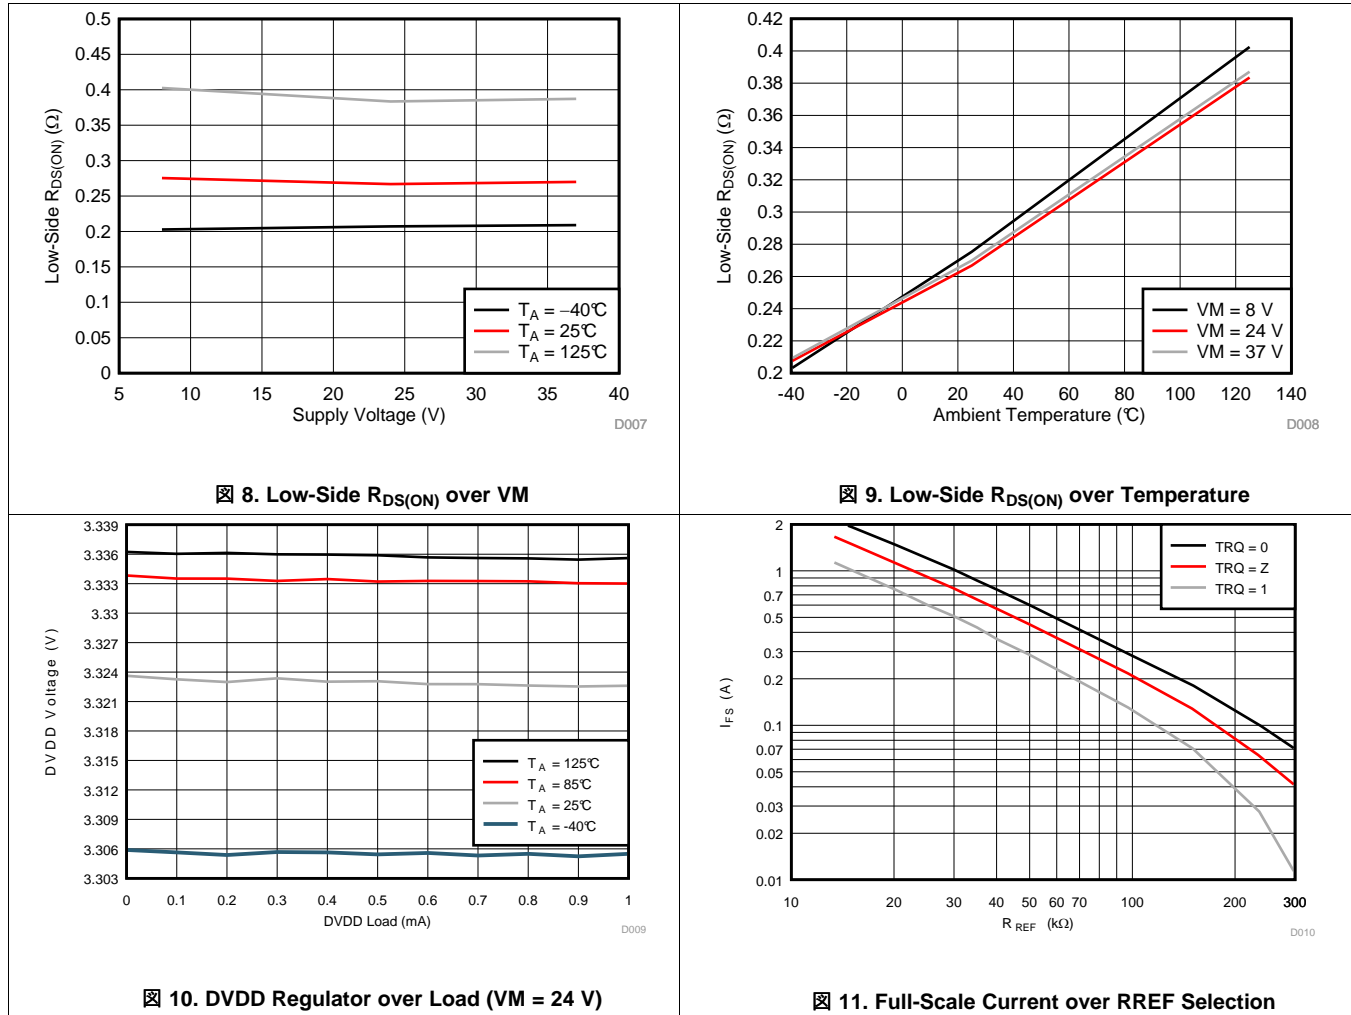 0.5
0.45
0.4
0.35
0.3
0.25
0.2
0.15
0.1
0.05
0
Low-Side RDS(ON) (Ω)
TA = −40°C
TA = 25°C
TA = 125°C
5 10 15 20 25 30 35 40
Supply Voltage (V)
D007
図 8. Low-Side RDS(ON) over VM
0.42
0.4
0.38
0.36
0.34
0.32
0.3
0.28
0.26
0.24
0.22
0.2
Low-Side RDS(ON) (Ω)
VM = 8 V
VM = 24 V
VM = 37 V
-40 -20 0 20 40 60 80 100 120 140
Ambient Temperature (°C)
D008
図 9. Low-Side RDS(ON) over Temperature
3.339
3.336
3.333
3.33
3.327
3.324
3.321
3.318
3.315
3.312
3.309
3.306
3.303
DVDD Voltage (V)
TA = 125°C
TA = 85°C
TA = 25°C
TA = -40°C
0 0.1 0.2 0.3 0.4 0.5 0.6 0.7 0.8 0.9 1
DVDD Load (mA)
D009
図 10. DVDD Regulator over Load (VM = 24 V)
2
1
0.7
0.5
0.3
0.2
0.1
0.07
0.05
0.03
0.02
0.01
IFS (A)
TRQ = 0
TRQ = Z
TRQ = 1
10 20 30 40 50 60 70 100 200 300
RREF (kΩ)
D010
図 11. Full-Scale Current over RREF Selection